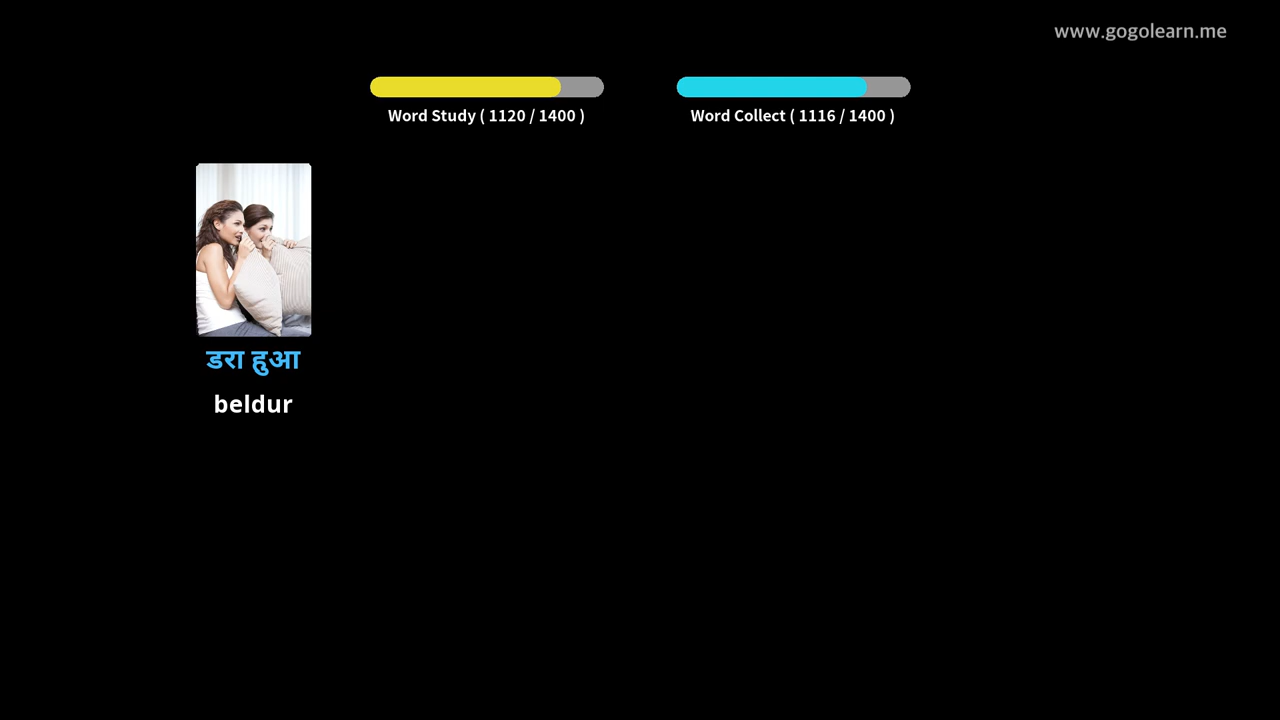 www.gogolearn.me
Word Study ( 1120 / 1400 )
Word Collect ( 1116 / 1400 )
डरा हुआ
beldur